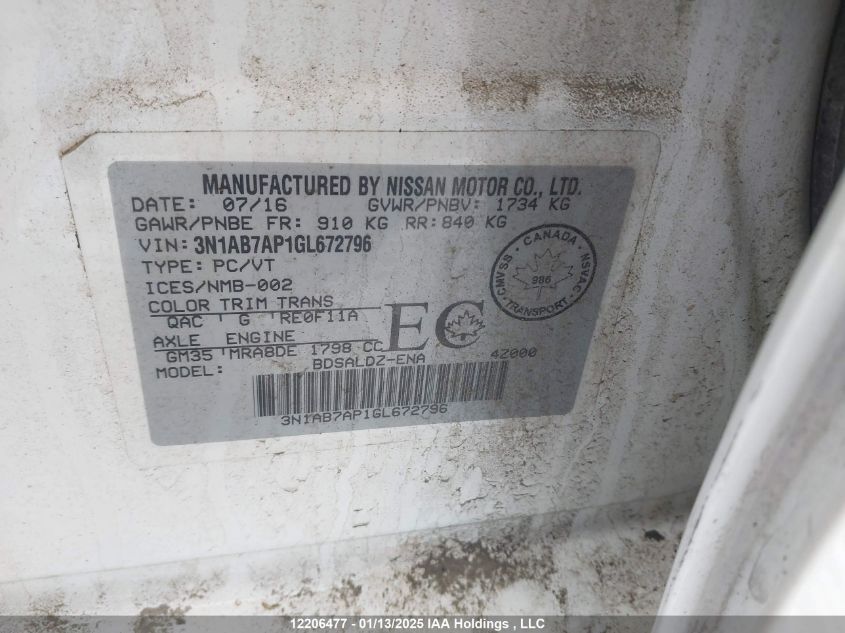 MANUFACTURED BY NISSAN MOTOR CO., LTD.
DATE: 07/16 GVWR/PNBV: 1734 KG
GAWR/PNBE FR: 910 KG RR:840 KG
VIN: 3N1AB7AP1GL672796
TYPE: PC/VT
ICES/NMB-002
COLOR TRIM TRANS
QAC G RE0F11A
AXLE ENGINE
GM35 MRA8DE 1798 CC
MODEL: BDSALDZ-ENA 4Z000
EC
CANADA
CMVSS
986
NSVAC
TRANSPORT
3N1AB7AP1GL672796
12206477 - 01/13/2025 IAA Holdings , LLC